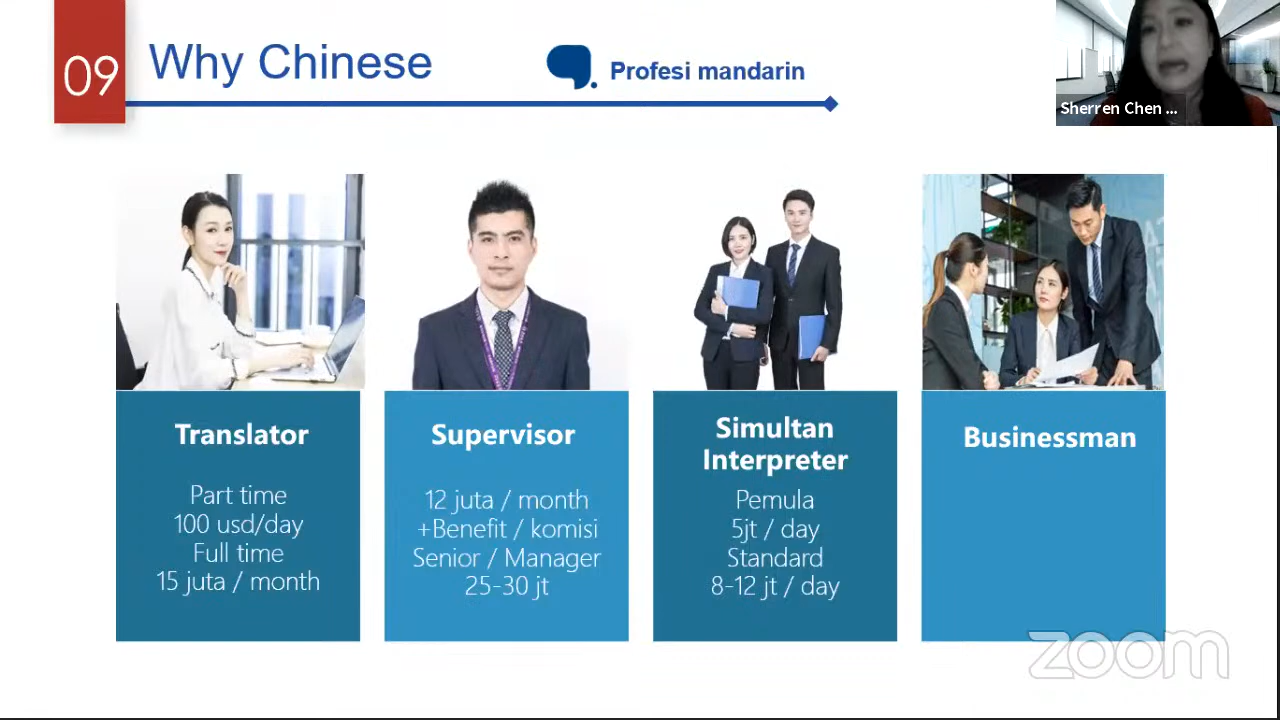 09
Why Chinese
Profesi mandarin
Sherren Chen ...
Translator
Part time
100 usd/day
Full time
15 juta / month
Supervisor
12 juta / month
+Benefit / komisi
Senior / Manager
25-30 jt
Simultan
Interpreter
Pemula
5jt / day
Standard
8-12 jt / day
Businessman
zoom